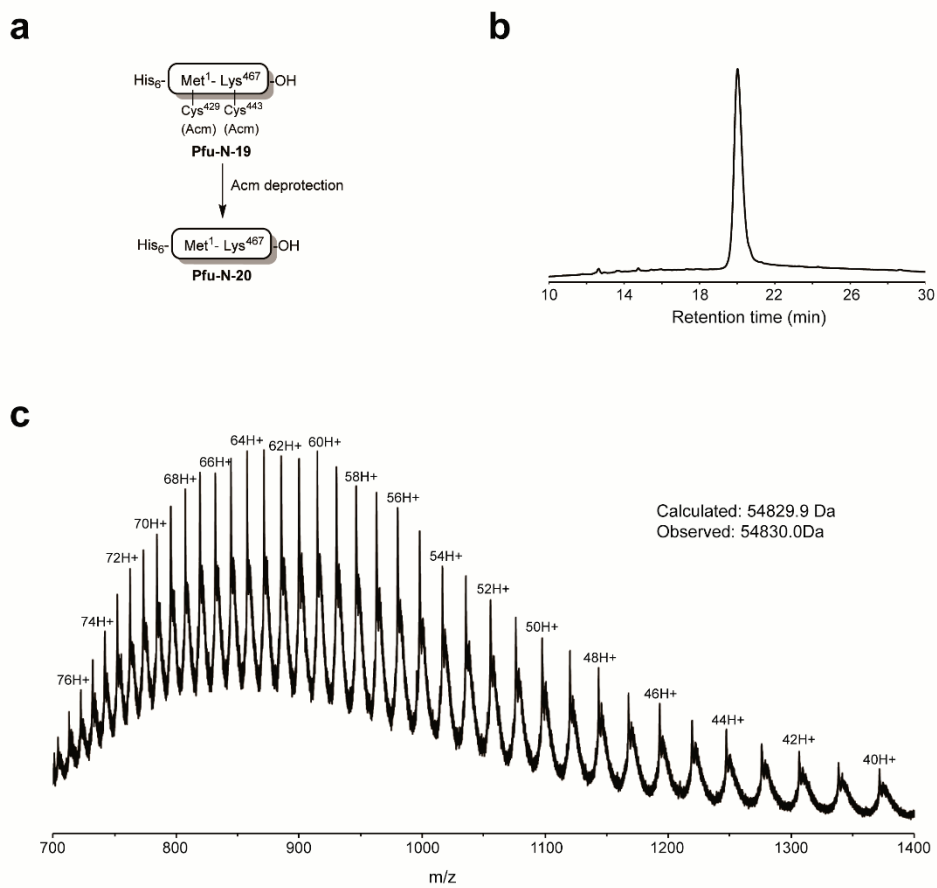 a
His6- Met1- Lys467 -OH
Cys429 Cys443
(Acm) (Acm)
Pfu-N-19
Acm deprotection
His6- Met1- Lys467 -OH
Pfu-N-20
b
10 14 18 22 26 30
Retention time (min)
c
76H+ 74H+ 72H+ 70H+ 68H+ 66H+ 64H+ 62H+ 60H+ 58H+ 56H+ 54H+ 52H+ 50H+ 48H+ 46H+ 44H+ 42H+ 40H+
Calculated: 54829.9 Da
Observed: 54830.0Da
700 800 900 1000 1100 1200 1300 1400
m/z